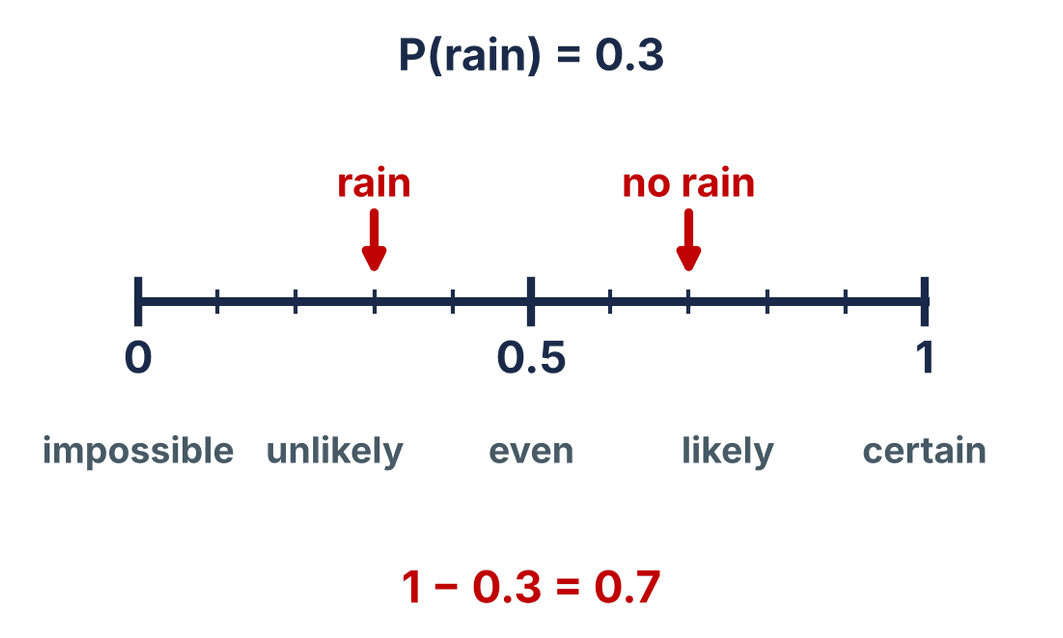 P(rain) = 0.3
rain no rain
0 0.5 1
impossible unlikely even likely certain
1 − 0.3 = 0.7